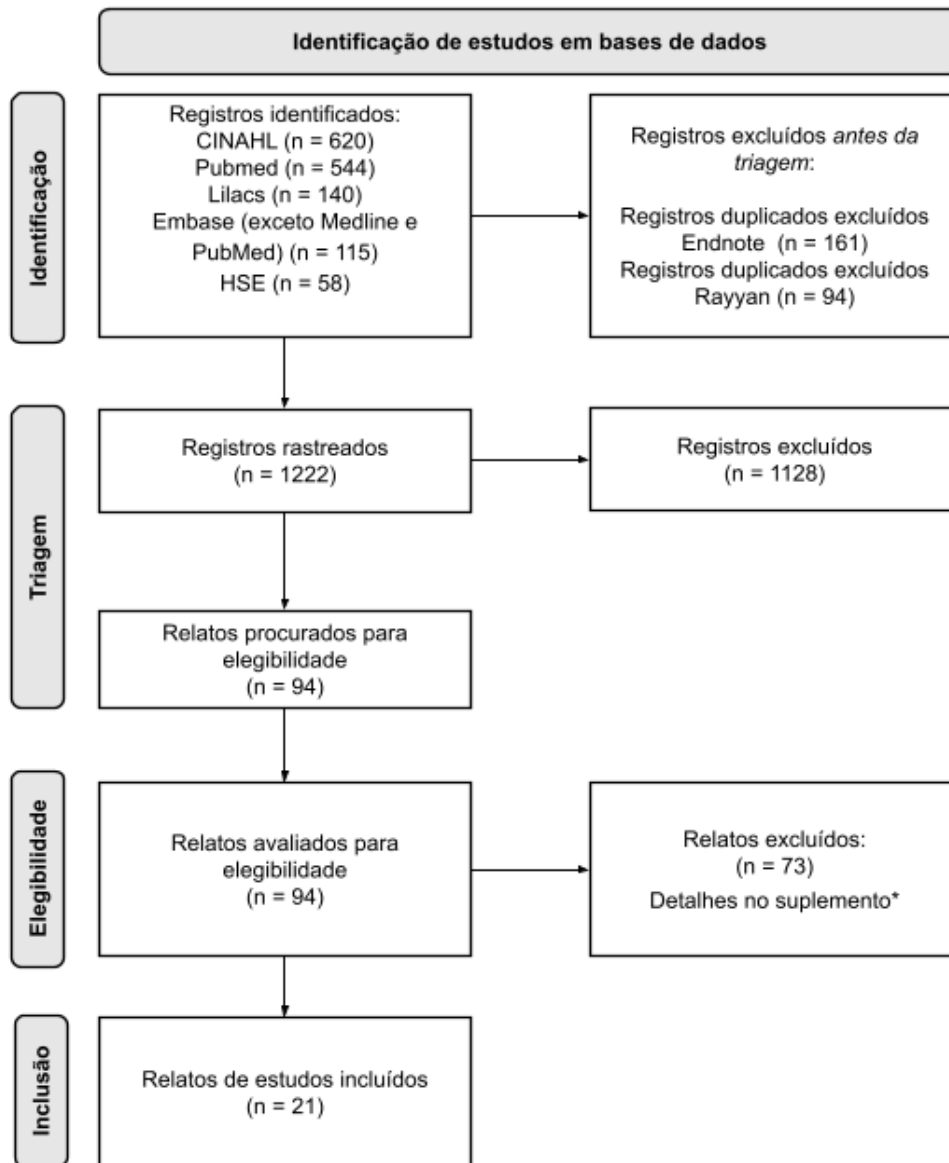 Identificação de estudos em bases de dados
Identificação
Registros identificados:
CINAHL (n = 620)
Pubmed (n = 544)
Lilacs (n = 140)
Embase (exceto Medline e
PubMed) (n = 115)
HSE (n = 58)
Registros excluídos antes da
triagem:
Registros duplicados excluídos
Endnote (n = 161)
Registros duplicados excluídos
Rayyan (n = 94)
Triagem
Registros rastreados
(n = 1222)
Registros excluídos
(n = 1128)
Relatos procurados para
elegibilidade
(n = 94)
Elegibilidade
Relatos avaliados para
elegibilidade
(n = 94)
Relatos excluídos:
(n = 73)
Detalhes no suplemento*
Inclusão
Relatos de estudos incluídos
(n = 21)